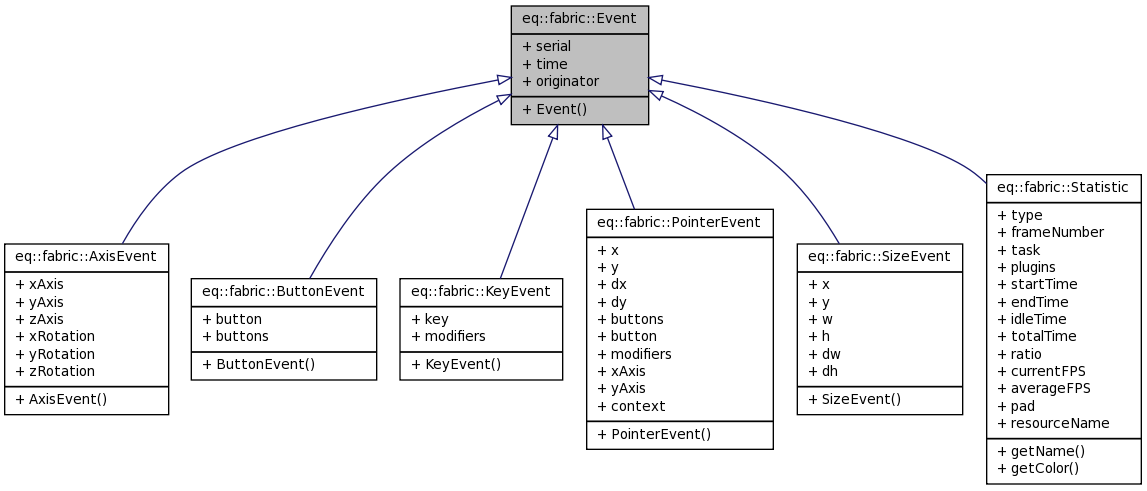 eq::fabric::Event
+ serial
+ time
+ originator
+ Event()
eq::fabric::AxisEvent
+ xAxis
+ yAxis
+ zAxis
+ xRotation
+ yRotation
+ zRotation
+ AxisEvent()
eq::fabric::ButtonEvent
+ button
+ buttons
+ ButtonEvent()
eq::fabric::KeyEvent
+ key
+ modifiers
+ KeyEvent()
eq::fabric::PointerEvent
+ x
+ y
+ dx
+ dy
+ buttons
+ button
+ modifiers
+ xAxis
+ yAxis
+ context
+ PointerEvent()
eq::fabric::SizeEvent
+ x
+ y
+ w
+ h
+ dw
+ dh
+ SizeEvent()
eq::fabric::Statistic
+ type
+ frameNumber
+ task
+ plugins
+ startTime
+ endTime
+ idleTime
+ totalTime
+ ratio
+ currentFPS
+ averageFPS
+ pad
+ resourceName
+ getName()
+ getColor()